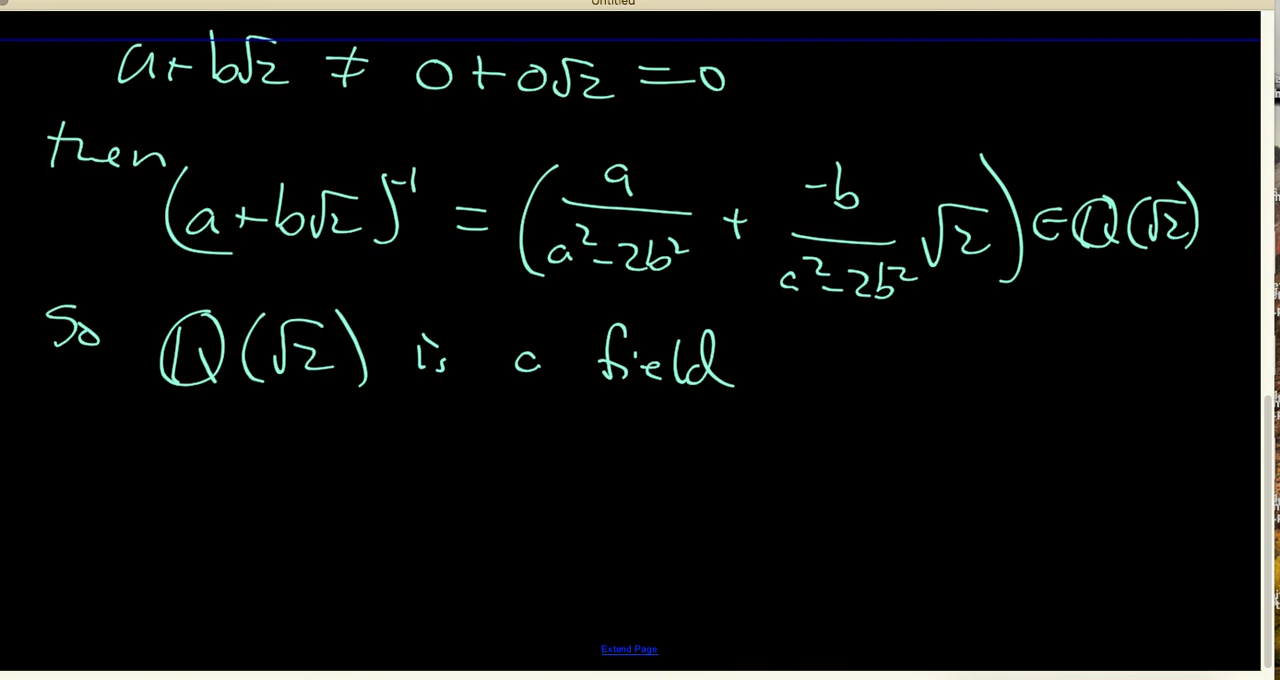 Untitled
a+b√2 ≠ 0+0√2 =0
then
(a+b√2)⁻¹ = (a/(a²-2b²) + -b/(a²-2b²) √2) ∈ ℚ(√2)
So ℚ(√2) is a field
Extend Page